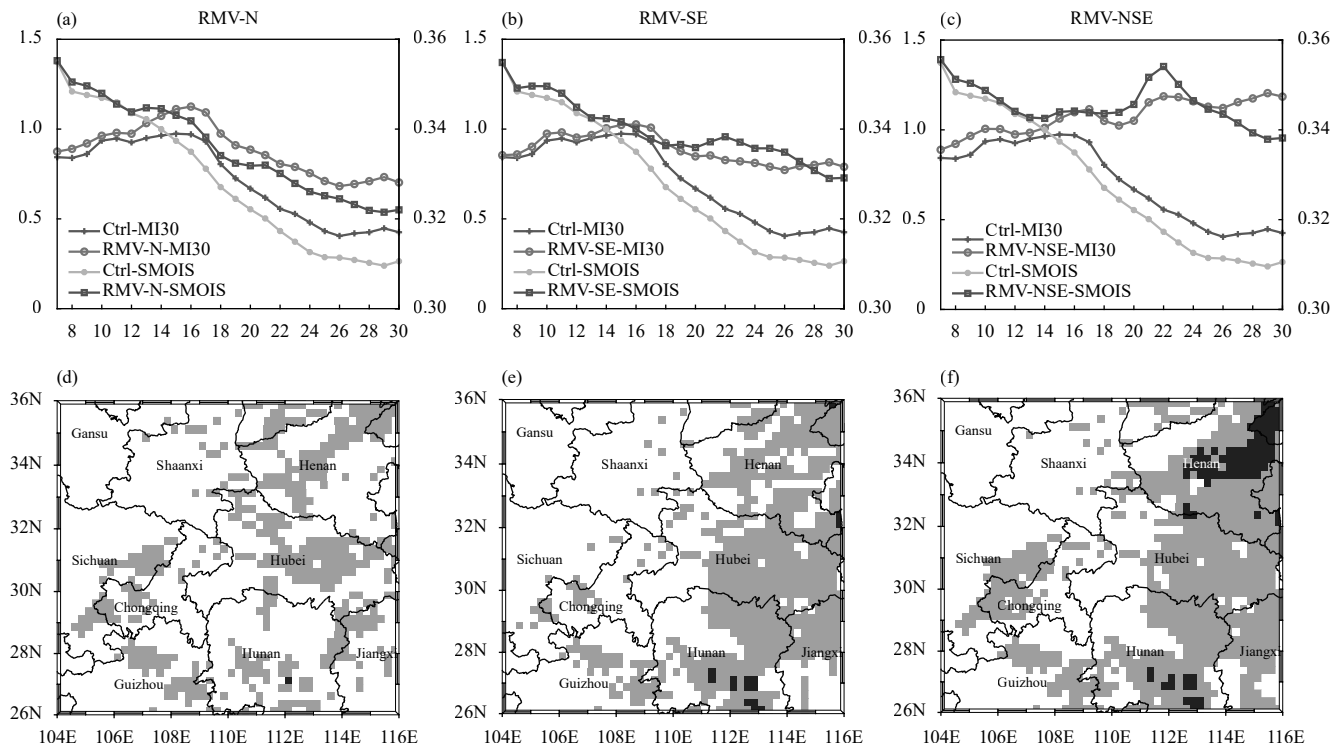 (a) RMV-N
(b) RMV-SE
(c) RMV-NSE
1.5 0.36 1.5 0.36 1.5 0.36
1.0 0.34 1.0 0.34 1.0 0.34
0.5 0.32 0.5 0.32 0.5 0.32
0 0.30 0 0.30 0 0.30
Ctrl-MI30
RMV-N-MI30
Ctrl-SMOIS
RMV-N-SMOIS
Ctrl-MI30
RMV-SE-MI30
Ctrl-SMOIS
RMV-SE-SMOIS
Ctrl-MI30
RMV-NSE-MI30
Ctrl-SMOIS
RMV-NSE-SMOIS
8 10 12 14 16 18 20 22 24 26 28 30
8 10 12 14 16 18 20 22 24 26 28 30
8 10 12 14 16 18 20 22 24 26 28 30
(d)
36N
34N
32N
30N
28N
26N
Gansu
Shaanxi
Henan
Sichuan
Hubei
Chongqing
Hunan
Jiangxi
Guizhou
104E 106E 108E 110E 112E 114E 116E
(e)
36N
34N
32N
30N
28N
26N
Gansu
Shaanxi
Henan
Sichuan
Hubei
Chongqing
Hunan
Jiangxi
Guizhou
104E 106E 108E 110E 112E 114E 116E
(f)
36N
34N
32N
30N
28N
26N
Gansu
Shaanxi
Henan
Sichuan
Hubei
Chongqing
Hunan
Jiangxi
Guizhou
104E 106E 108E 110E 112E 114E 116E